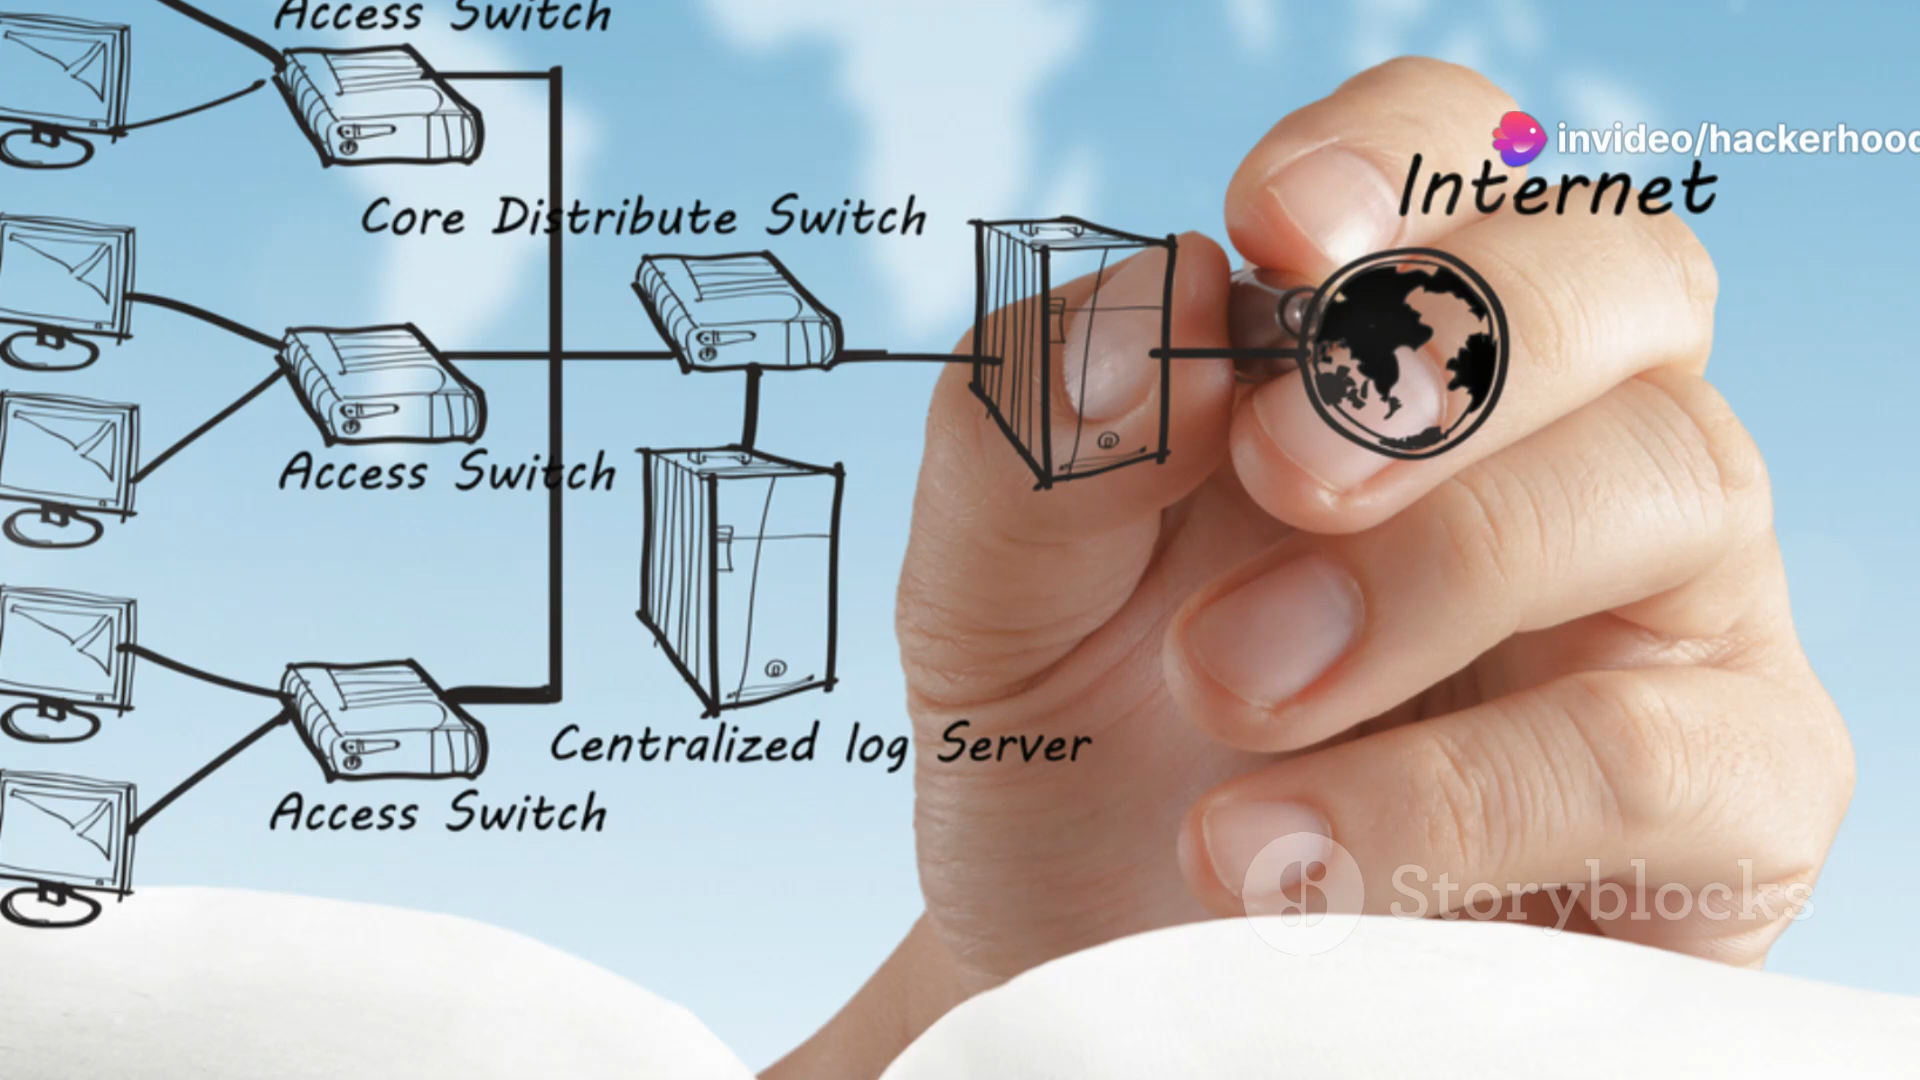 Access Switch
invideo/hackerhood
Internet
Core Distribute Switch
Access Switch
Centralized log Server
Access Switch
Storyblocks